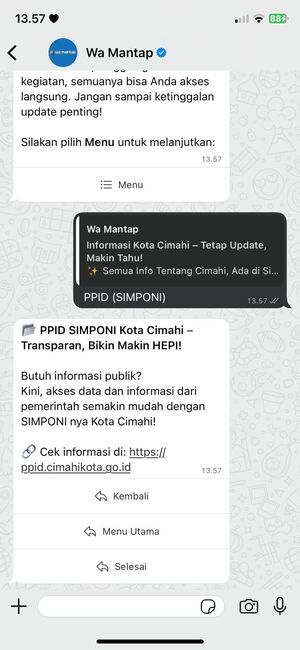 13.57
88
Wa Mantap
kegiatan, semuanya bisa Anda akses
langsung. Jangan sampai ketinggalan
update penting!
Silakan pilih Menu untuk melanjutkan:
13.57
Menu
Wa Mantap
Informasi Kota Cimahi – Tetap Update,
Makin Tahu!
✨ Semua Info Tentang Cimahi, Ada di Si...
PPID (SIMPONI)
13.57
PPID SIMPONI Kota Cimahi –
Transparan, Bikin Makin HEPI!
Butuh informasi publik?
Kini, akses data dan informasi dari
pemerintah semakin mudah dengan
SIMPONI nya Kota Cimahi!
🔗 Cek informasi di: https://
ppid.cimahikota.go.id
13.57
Kembali
Menu Utama
Selesai